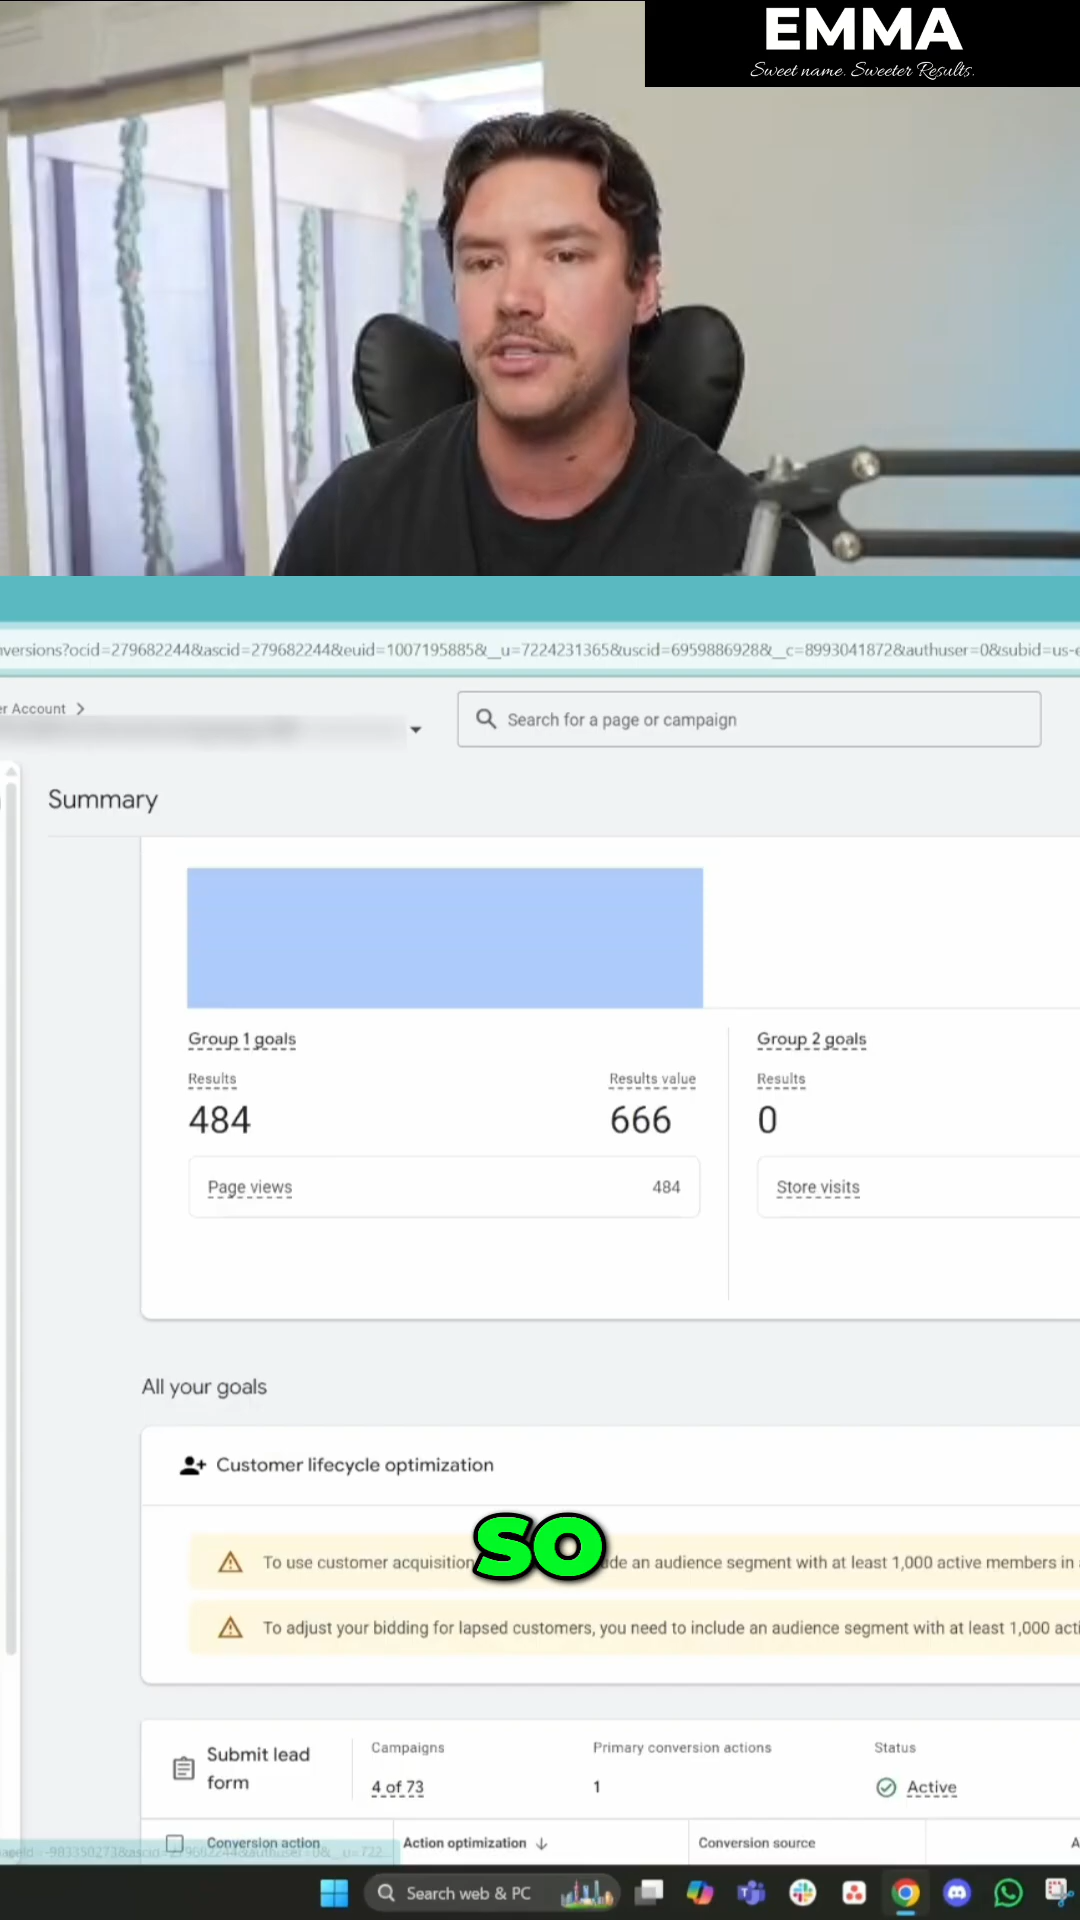 EMMA
Sweet name. Sweeter Results.
nversions?ocid=279682244&ascid=279682244&euid=1007195885&__u=7224231365&uscid=6959886928&__c=8993041872&authuser=0&subid=us-e
er Account
Search for a page or campaign
Summary
Group 1 goals
Group 2 goals
Results
Results value
Results
484
666
0
Page views
484
Store visits
All your goals
Customer lifecycle optimization
To use customer acquisition
de an audience segment with at least 1,000 active members in
SO
To adjust your bidding for lapsed customers, you need to include an audience segment with at least 1,000 acti
Submit lead form
Campaigns
Primary conversion actions
Status
4 of 73
1
Active
Conversion action
Action optimization
Conversion source
A
Search web & PC